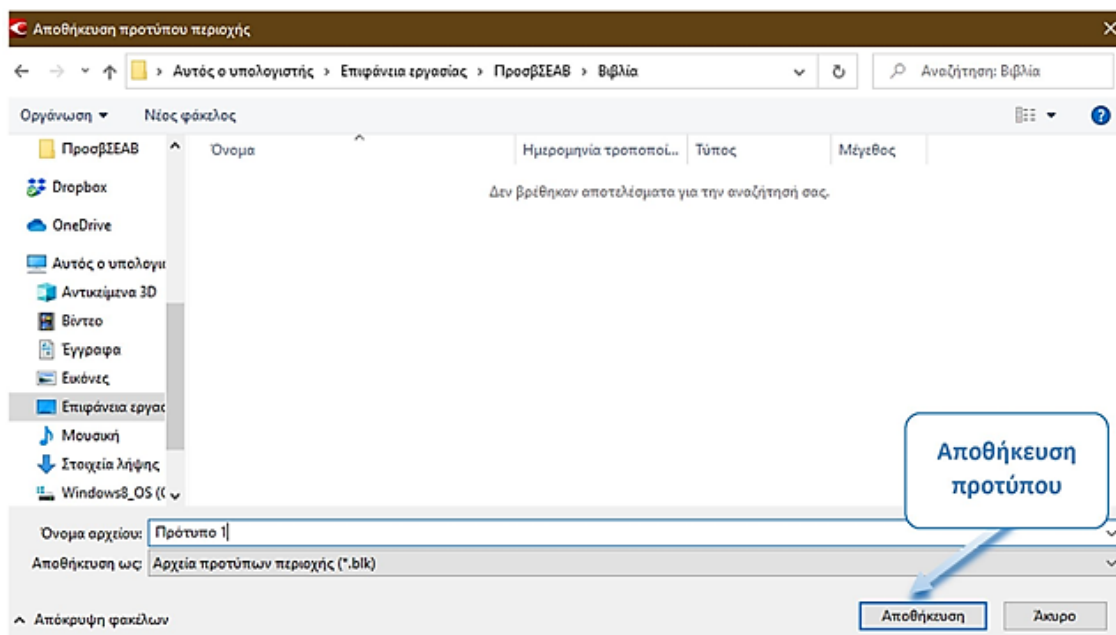 Αποθήκευση προτύπου περιοχής
Αυτός ο υπολογιστής > Επιφάνεια εργασίας > ΠροσβΣΕΑΒ > Βιβλία
Αναζήτηση: Βιβλία
Οργάνωση
Νέος φάκελος
ΠροσβΣΕΑΒ
Όνομα
Ημερομηνία τροποποί...
Τύπος
Μέγεθος
Δεν βρέθηκαν αποτελέσματα για την αναζήτησή σας.
Dropbox
OneDrive
Αυτός ο υπολογι
Αντικείμενα 3D
Βίντεο
Έγγραφα
Εικόνες
Επιφάνεια εργασ
Μουσική
Στοιχεία λήψης
Windows8_OS (C
Αποθήκευση
προτύπου
Όνομα αρχείου: Πρότυπο 1
Αποθήκευση ως: Αρχεία προτύπων περιοχής (*.blk)
Απόκρυψη φακέλων
Αποθήκευση
Άκυρο